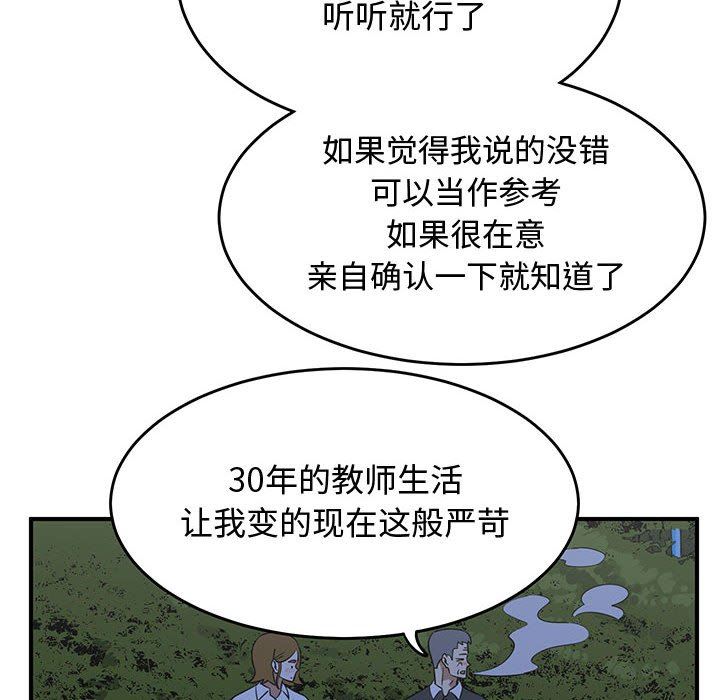 听听就行了
如果觉得我说的没错
可以当作参考
如果很在意
亲自确认一下就知道了
30年的教师生活
让我变的现在这般严苛